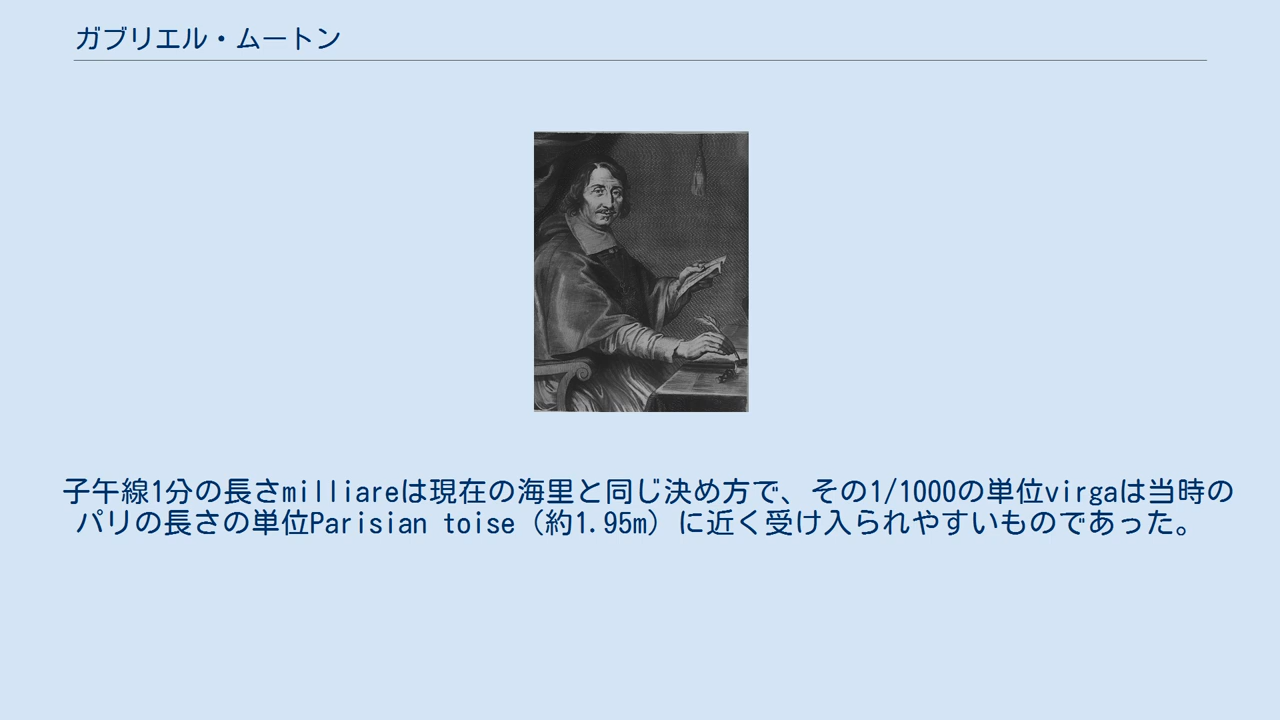 ガブリエル・ムートン
子午線1分の長さmilliareは現在の海里と同じ決め方で、その1/1000の単位virgaは当時の
パリの長さの単位Parisian toise（約1.95m）に近く受け入られれやすいものであった。